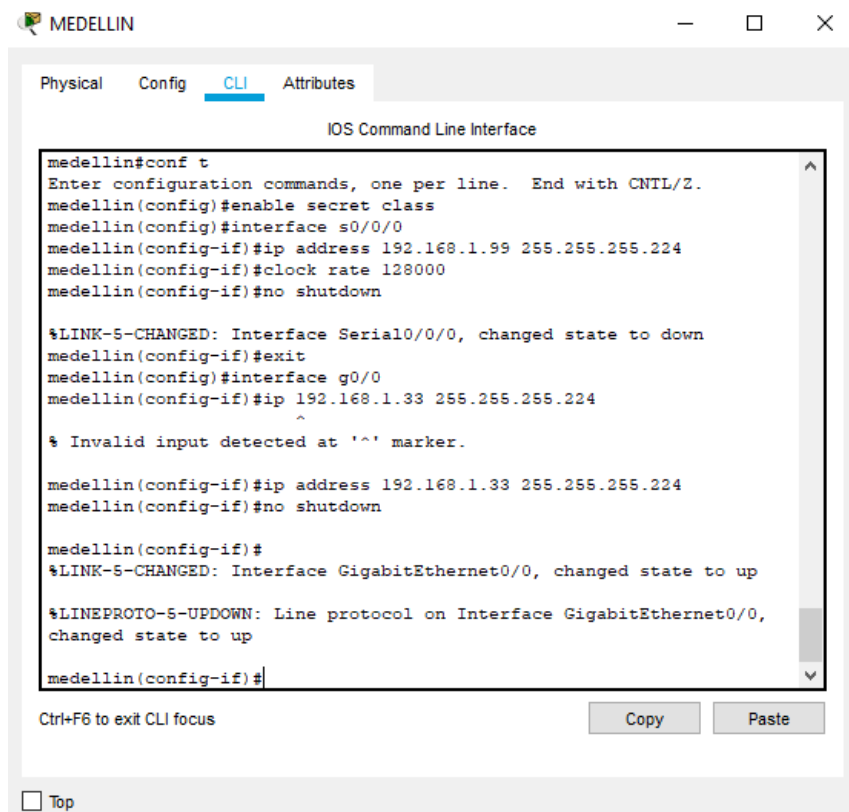 MEDELLIN
Physical Config CLI Attributes
IOS Command Line Interface
medellin#conf t
Enter configuration commands, one per line.  End with CNTL/Z.
medellin(config)#enable secret class
medellin(config)#interface s0/0/0
medellin(config-if)#ip address 192.168.1.99 255.255.255.224
medellin(config-if)#clock rate 128000
medellin(config-if)#no shutdown
%LINK-5-CHANGED: Interface Serial0/0/0, changed state to down
medellin(config-if)#exit
medellin(config)#interface g0/0
medellin(config-if)#ip 192.168.1.33 255.255.255.224
^
% Invalid input detected at '^' marker.
medellin(config-if)#ip address 192.168.1.33 255.255.255.224
medellin(config-if)#no shutdown
medellin(config-if)#
%LINK-5-CHANGED: Interface GigabitEthernet0/0, changed state to up
%LINEPROTO-5-UPDOWN: Line protocol on Interface GigabitEthernet0/0,
changed state to up
medellin(config-if)#
Ctrl+F6 to exit CLI focus
Copy Paste
Top